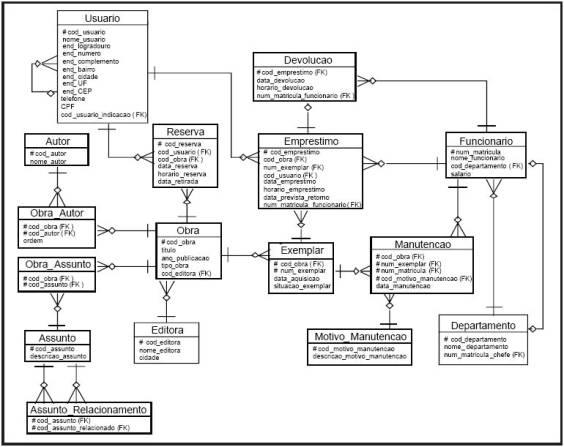 Usuario
# cod_usuario
nome_usuario
end_logradouro
end_numero
end_complemento
end_bairro
end_cidade
end_UF
end_CEP
telefone
CPF
cod_usuario_indicacao (FK)
Devolucao
# cod_emprestimo (FK)
data_devolucao
horario_devolucao
num_matricula_funcionario (FK)
Autor
# cod_autor
nome_autor
Reserva
# cod_reserva
cod_usuario (FK)
cod_obra (FK)
data_reserva
horario_reserva
data_retirada
Emprestimo
# cod_emprestimo
cod_obra (FK)
num_exemplar (FK)
cod_usuario (FK)
data_emprestimo
horario_emprestimo
data_prevista_retorno
num_matricula_funcionario (FK)
Funcionario
# num_matricula
nome_funcionario
cod_departamento (FK)
salario
Obra_Autor
# cod_obra (FK)
# cod_autor (FK)
ordem
Obra
# cod_obra
titulo
ano_publicacao
tipo_obra
cod_editora (FK)
Exemplar
# cod_obra (FK)
# num_exemplar
data_aquisicao
situacao_exemplar
Manutencao
# cod_obra (FK)
# num_exemplar (FK)
# num_matricula (FK)
# cod_motivo_manutencao (FK)
data_manutencao
Obra_Assunto
# cod_obra (FK)
# cod_assunto (FK)
Assunto
# cod_assunto
descricao_assunto
Editora
# cod_editora
nome_editora
cidade
Motivo_Manutencao
# cod_motivo_manutencao
descricao_motivo_manutencao
Departamento
# cod_departamento
nome_departamento
num_matricula_chefe (FK)
Assunto_Relacionamento
# cod_assunto (FK)
# cod_assunto_relacionado (FK)